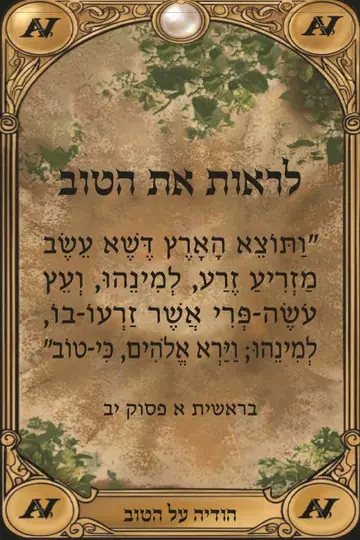 לראות את הטוב
"וַתּוֹצֵא הָאָרֶץ דֶּשֶׁא עֵשֶׂב
מַזְרִיעַ זֶרַע, לְמִינֵהוּ, וְעֵץ
עֹשֶׂה-פְּרִי אֲשֶׁר זַרְעוֹ-בוֹ,
לְמִינֵהוּ; וַיַּרְא אֱלֹהִים, כִּי-טוֹב"
בראשית א פסוק יב
הודיה על הטוב